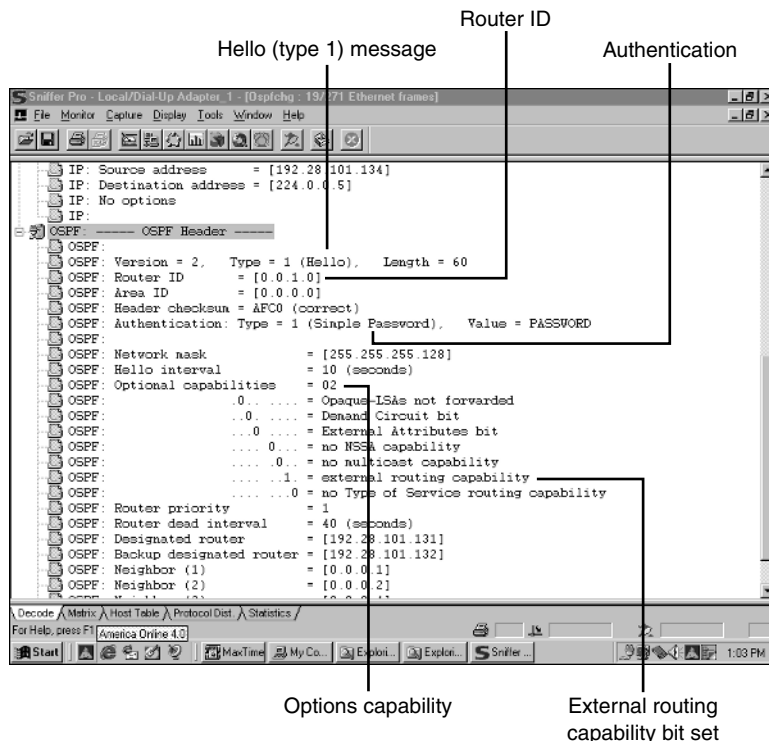 Router ID
Hello (type 1) message
Authentication
Sniffer Pro - Local/Dial-Up Adapter_1 - [Ospfchg : 19/271 Ethernet frames]
File Monitor Capture Display Tools Window Help
IP: Source address = [192.28.101.134]
IP: Destination address = [224.0.0.5]
IP: No options
IP:
OSPF: ----- OSPF Header -----
OSPF:
OSPF: Version = 2, Type = 1 (Hello), Length = 60
OSPF: Router ID = [0.0.1.0]
OSPF: Area ID = [0.0.0.0]
OSPF: Header checksum = AFC0 (correct)
OSPF: Authentication: Type = 1 (Simple Password), Value = PASSWORD
OSPF:
OSPF: Network mask = [255.255.255.128]
OSPF: Hello interval = 10 (seconds)
OSPF: Optional capabilities = 02
OSPF: .0.. .... = Opaque-LSAs not forwarded
OSPF: ..0. .... = Demand Circuit bit
OSPF: ...0 .... = External Attributes bit
OSPF: .... 0... = no NSSA capability
OSPF: .... .0.. = no multicast capability
OSPF: .... ..1. = external routing capability
OSPF: .... ...0 = no Type of Service routing capability
OSPF: Router priority = 1
OSPF: Router dead interval = 40 (seconds)
OSPF: Designated router = [192.28.101.131]
OSPF: Backup designated router = [192.28.101.132]
OSPF: Neighbor (1) = [0.0.0.1]
OSPF: Neighbor (2) = [0.0.0.2]
Decode Matrix Host Table Protocol Dist. Statistics
For Help, press F1
America Online 4.0
Start MaxTime My Co... Explori... Explori... Sniffer ... 1:03 PM
Options capability
External routing
capability bit set